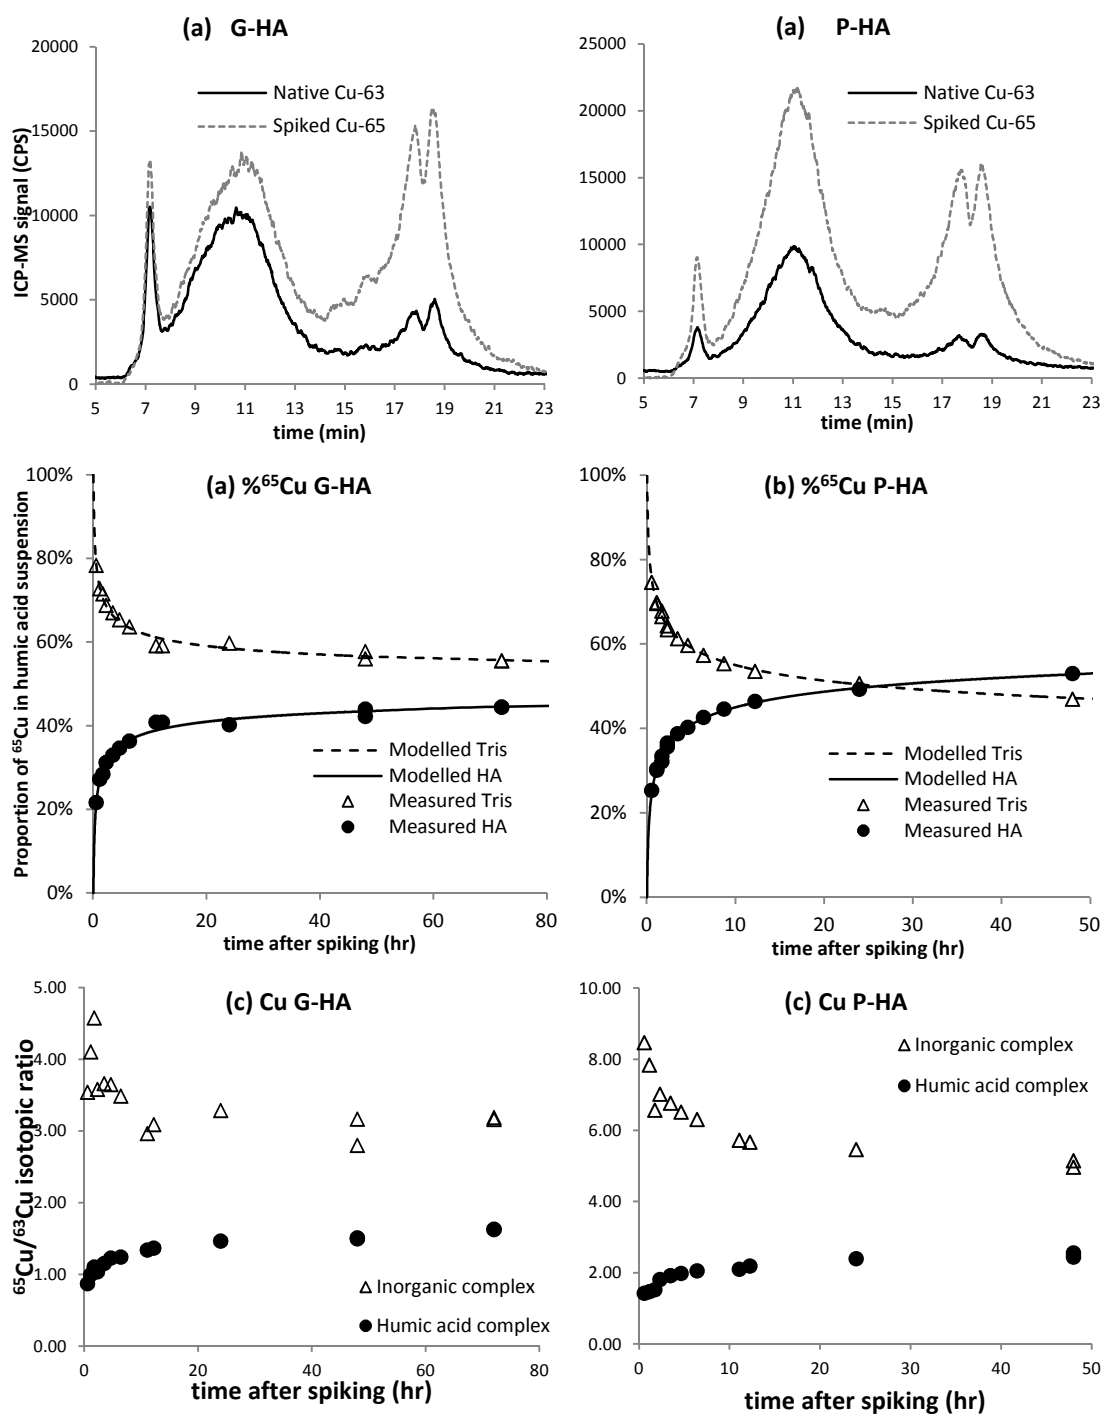 (a) G-HA
20000
15000
10000
5000
0
ICP-MS signal (CPS)
Native Cu-63
Spiked Cu-65
5 7 9 11 13 15 17 19 21 23
time (min)
(a) P-HA
25000
20000
15000
10000
5000
0
Native Cu-63
Spiked Cu-65
5 7 9 11 13 15 17 19 21 23
time (min)
(a) %⁶⁵Cu G-HA
100%
80%
60%
40%
20%
0%
Proportion of ⁶⁵Cu in humic acid suspension
Modelled Tris
Modelled HA
Measured Tris
Measured HA
0 20 40 60 80
time after spiking (hr)
(b) %⁶⁵Cu P-HA
100%
80%
60%
40%
20%
0%
Modelled Tris
Modelled HA
Measured Tris
Measured HA
0 10 20 30 40 50
time after spiking (hr)
(c) Cu G-HA
5.00
4.00
3.00
2.00
1.00
0.00
⁶⁵Cu/⁶³Cu isotopic ratio
Inorganic complex
Humic acid complex
0 20 40 60 80
time after spiking (hr)
(c) Cu P-HA
10.00
8.00
6.00
4.00
2.00
0.00
Inorganic complex
Humic acid complex
0 10 20 30 40 50
time after spiking (hr)